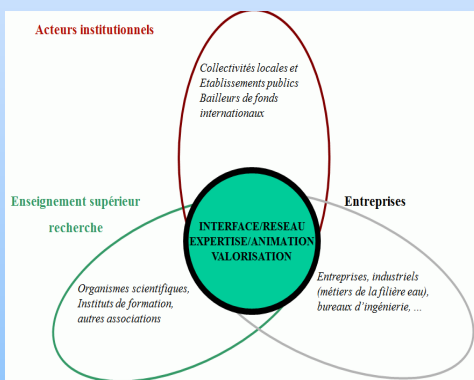 Acteurs institutionnels
Collectivités locales et
Etablissements publics
Bailleurs de fonds
internationaux
Enseignement supérieur
recherche
Entreprises
INTERFACE/RESEAU
EXPERTISE/ANIMATION
VALORISATION
Organismes scientifiques,
Instituts de formation,
autres associations
Entreprises, industriels
(métiers de la filière eau),
bureaux d'ingénierie, ...